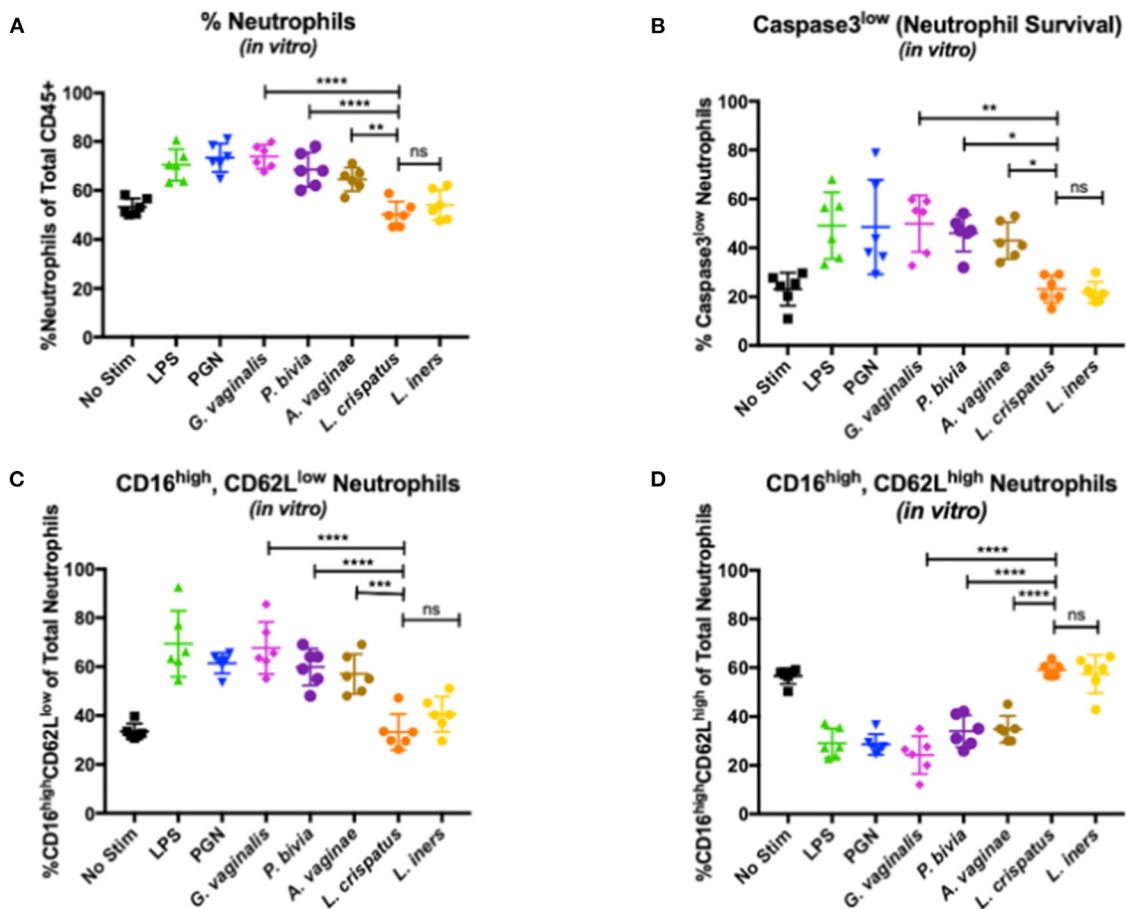 A
% Neutrophils
(in vitro)
%Neutrophils of Total CD45+
100
80
60
40
20
0
****
****
**
ns
No Stim
LPS
PGN
G. vaginalis
P. bivia
A. vaginae
L. crispatus
L. iners
B
Caspase3low (Neutrophil Survival)
(in vitro)
% Caspase3low Neutrophils
100
80
60
40
20
0
**
*
*
ns
No Stim
LPS
PGN
G. vaginalis
P. bivia
A. vaginae
L. crispatus
L. iners
C
CD16high, CD62Llow Neutrophils
(in vitro)
%CD16highCD62Llow of Total Neutrophils
100
80
60
40
20
0
****
****
***
ns
No Stim
LPS
PGN
G. vaginalis
P. bivia
A. vaginae
L. crispatus
L. iners
D
CD16high, CD62Lhigh Neutrophils
(in vitro)
%CD16highCD62Lhigh of Total Neutrophils
100
80
60
40
20
0
****
****
****
ns
No Stim
LPS
PGN
G. vaginalis
P. bivia
A. vaginae
L. crispatus
L. iners